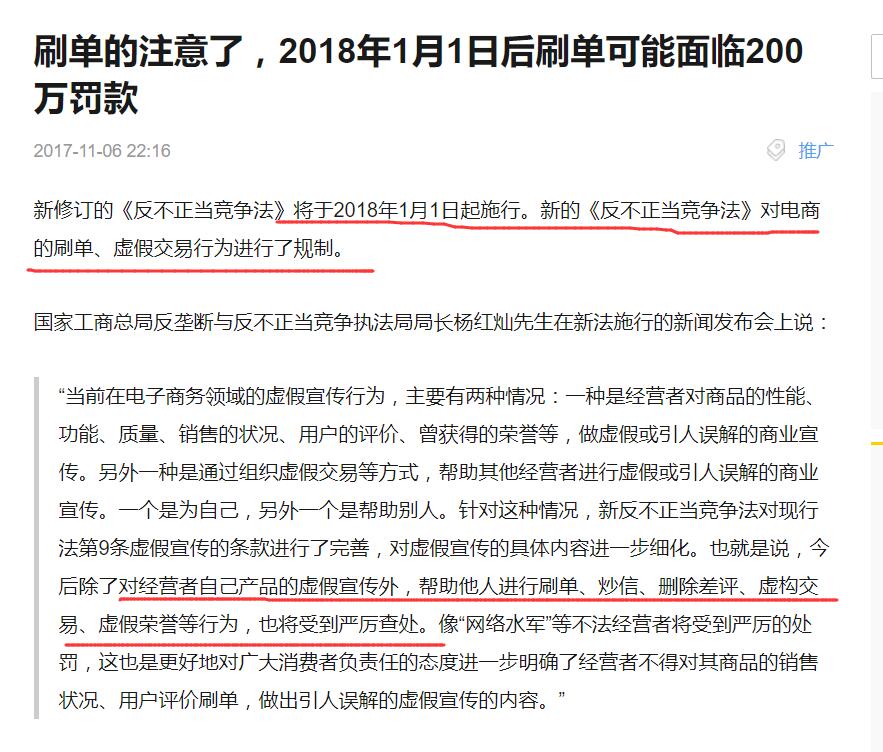 刷单的注意了，2018年1月1日后刷单可能面临200
万罚款
2017-11-06 22:16
推广
新修订的《反不正当竞争法》将于2018年1月1日起施行。新的《反不正当竞争法》对电商
的刷单、虚假交易行为进行了规制。
国家工商总局反垄断与反不正当竞争执法局局长杨红灿先生在新法施行的新闻发布会上说：
“当前在电子商务领域的虚假宣传行为，主要有两种情况：一种是经营者对商品的性能、
功能、质量、销售的状况、用户的评价、曾获得的荣誉等，做虚假或引人误解的商业宣
传。另外一种是通过组织虚假交易等方式，帮助其他经营者进行虚假或引人误解的商业
宣传。一个是为自己，另外一个是帮助别人。针对这种情况，新反不正当竞争法对现行
法第9条虚假宣传的条款进行了完善，对虚假宣传的具体内容进一步细化。也就是说，今
后除了对经营者自己产品的虚假宣传外，帮助他人进行刷单、炒信、删除差评、虚构交
易、虚假荣誉等行为，也将受到严厉查处。像“网络水军”等不法经营者将受到严厉的处
罚，这也是更好地对广大消费者负责任的态度进一步明确了经营者不得对其商品的销售
状况、用户评价刷单，做出引人误解的虚假宣传的内容。”